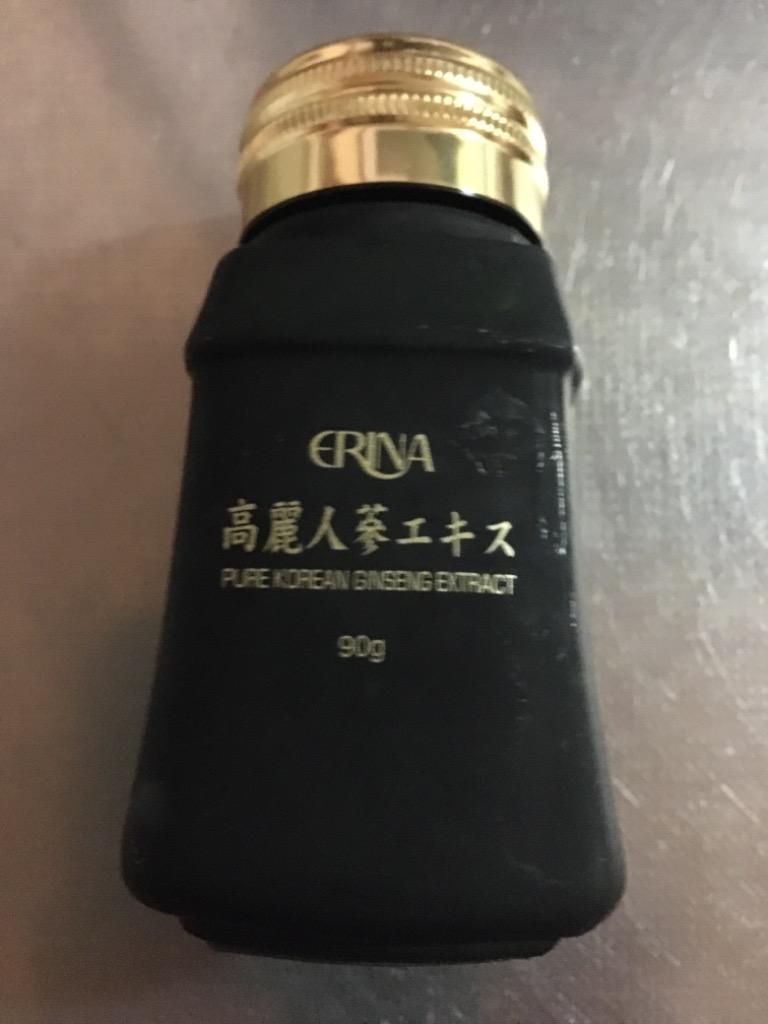 ERINA
高麗人蔘エキス
PURE KOREAN GINSENG EXTRACT
90g